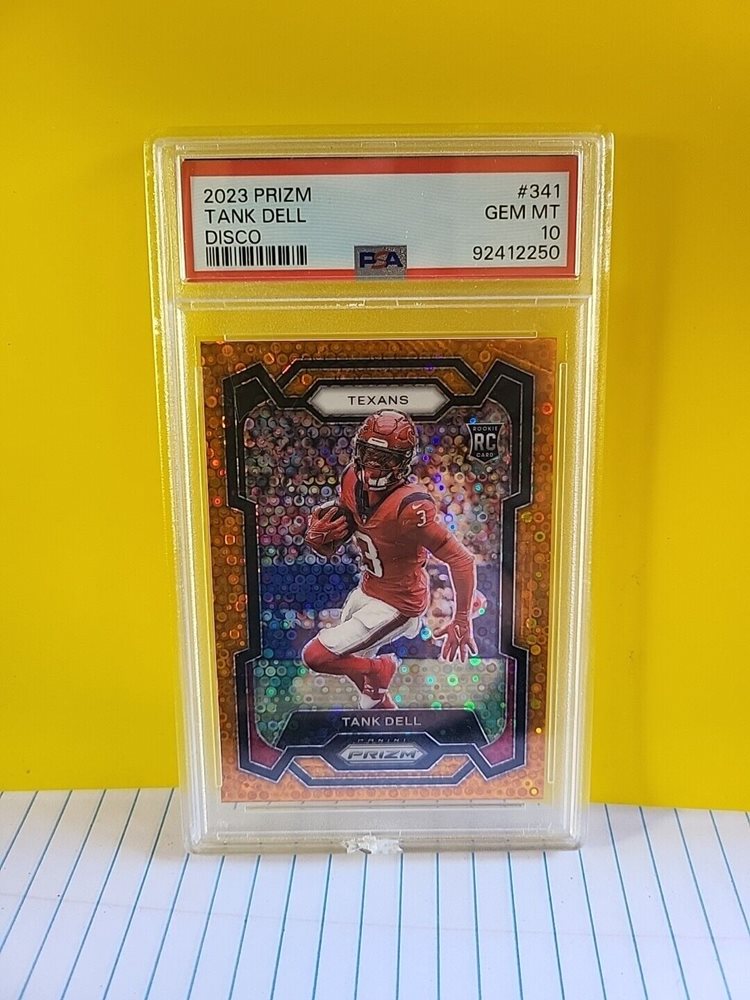 2023 PRIZM
#341
TANK DELL
GEM MT
DISCO
10
PSA
92412250
TEXANS
ROOKIE
RC
CARD
3
3
TANK DELL
PANINI
PRIZM